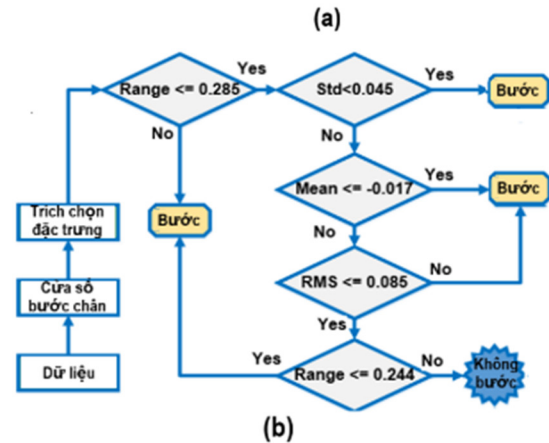 (a)
Range <= 0.285
Yes
Std<0.045
Yes
Bước
No
No
Mean <= -0.017
Yes
Bước
Trích chọn
đặc trưng
Bước
No
Cửa sổ
bước chân
RMS <= 0.085
No
Yes
Dữ liệu
Yes
Range <= 0.244
No
Không
bước
(b)